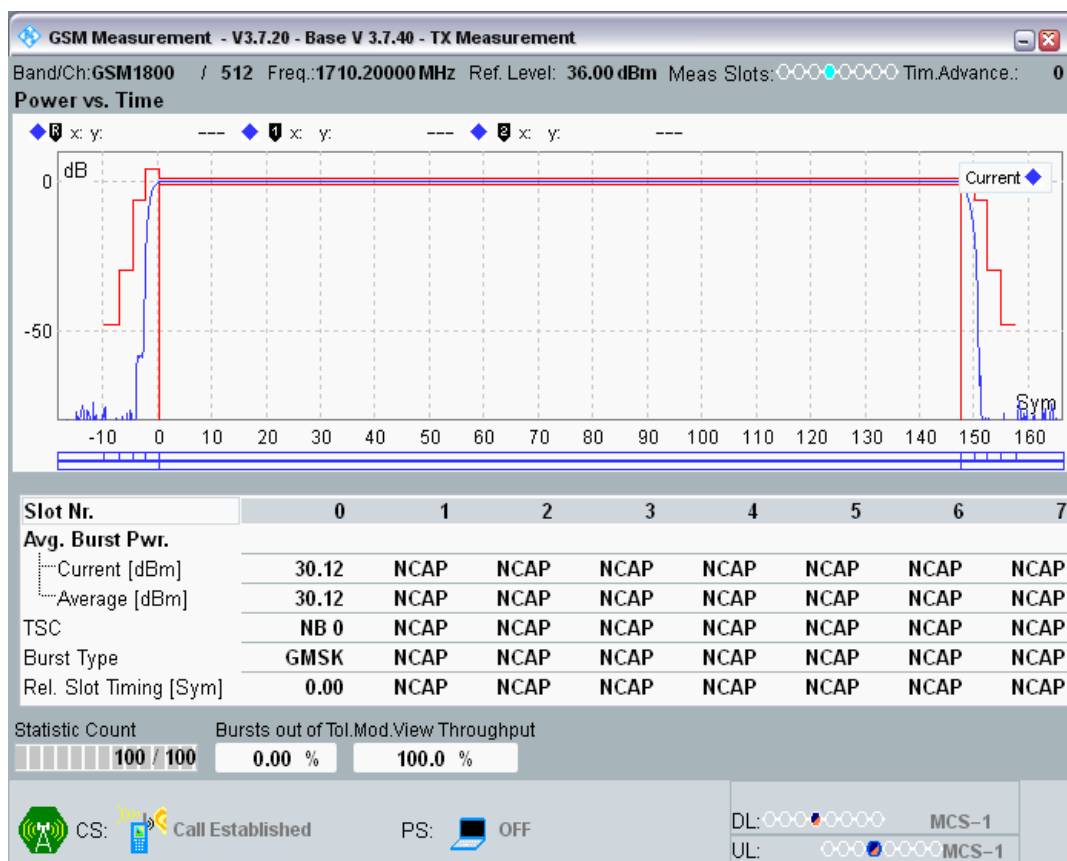 GSM Measurement - V3.7.20 - Base V 3.7.40 - TX Measurement
Band/Ch:GSM1800 / 512 Freq.:1710.20000 MHz Ref. Level: 36.00 dBm Meas Slots: Tim.Advance.: 0
Power vs. Time
R x: y: --- 1 x: y: --- 2 x: y: ---
dB
Current
0
-50
Sym
-10 0 10 20 30 40 50 60 70 80 90 100 110 120 130 140 150 160
Slot Nr. 0 1 2 3 4 5 6 7
Avg. Burst Pwr.
Current [dBm] 30.12 NCAP NCAP NCAP NCAP NCAP NCAP NCAP
Average [dBm] 30.12 NCAP NCAP NCAP NCAP NCAP NCAP NCAP
TSC NB 0 NCAP NCAP NCAP NCAP NCAP NCAP NCAP
Burst Type GMSK NCAP NCAP NCAP NCAP NCAP NCAP NCAP
Rel. Slot Timing [Sym] 0.00 NCAP NCAP NCAP NCAP NCAP NCAP NCAP
Statistic Count Bursts out of Tol.Mod.View Throughput
100 / 100 0.00 % 100.0 %
CS: Call Established PS: OFF
DL: MCS-1
UL: MCS-1